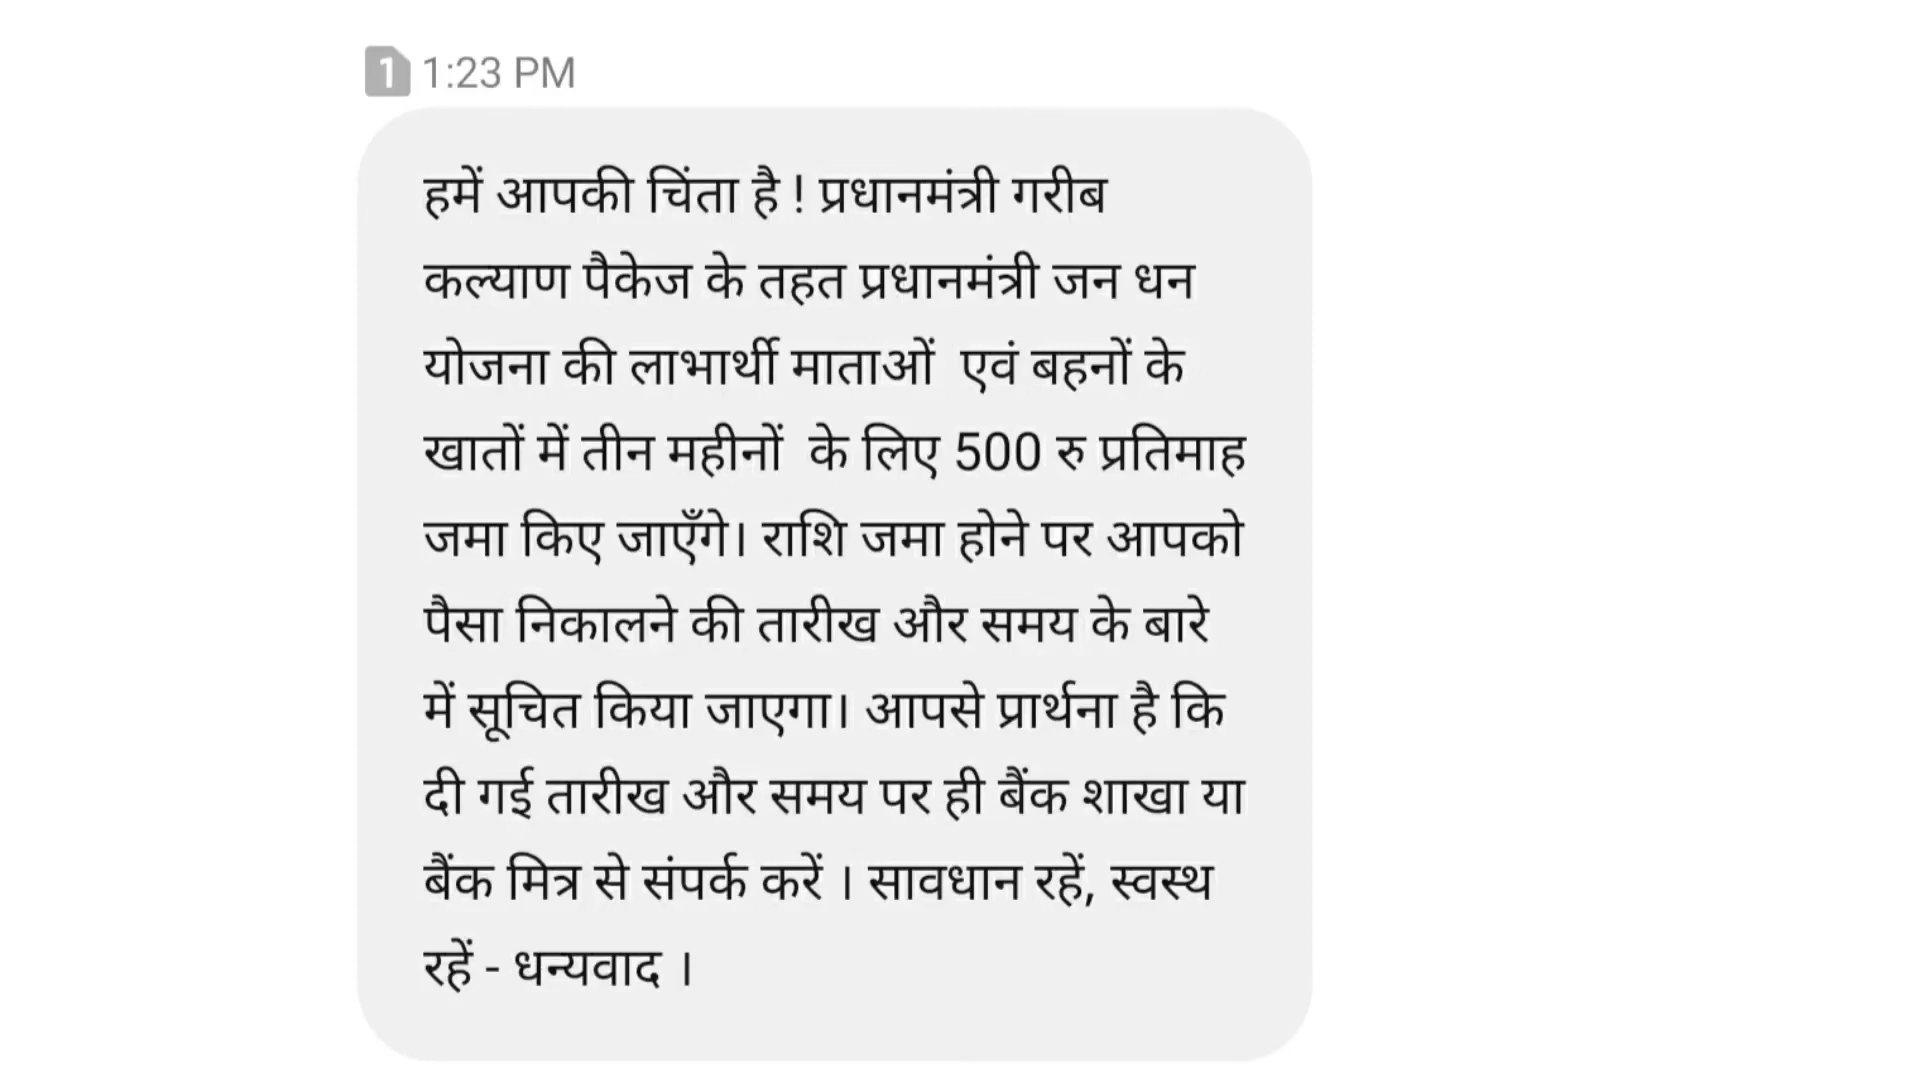 1 1:23 PM
हमें आपकी चिंता है ! प्रधानमंत्री गरीब
कल्याण पैकेज के तहत प्रधानमंत्री जन धन
योजना की लाभार्थी माताओं  एवं बहनों के
खातों में तीन महीनों  के लिए 500 रु प्रतिमाह
जमा किए जाएँगे। राशि जमा होने पर आपको
पैसा निकालने की तारीख और समय के बारे
में सूचित किया जाएगा। आपसे प्रार्थना है कि
दी गई तारीख और समय पर ही बैंक शाखा या
बैंक मित्र से संपर्क करें । सावधान रहें, स्वस्थ
रहें - धन्यवाद ।